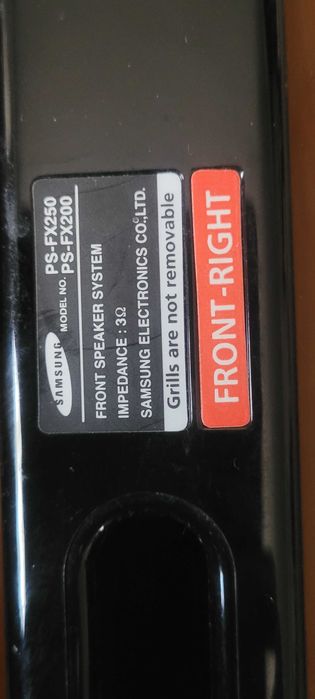 SAMSUNG
MODEL NO. PS-FX250
PS-FX200
FRONT SPEAKER SYSTEM
IMPEDANCE : 3Ω
SAMSUNG ELECTRONICS CO.,LTD.
Grills are not removable
FRONT-RIGHT